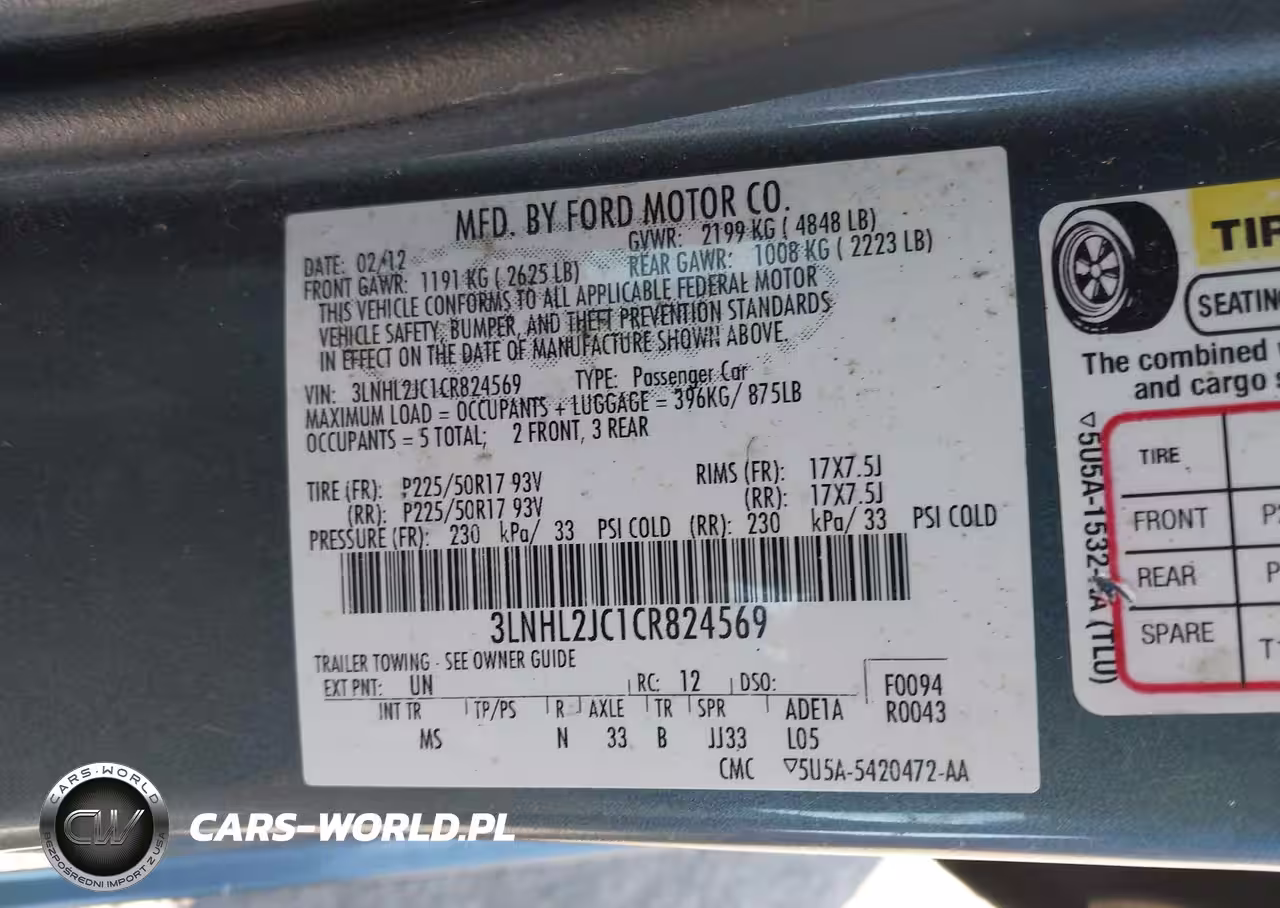 MFD. BY FORD MOTOR CO.
DATE: 02/12 GVWR: 2199 KG ( 4848 LB)
FRONT GAWR: 1191 KG ( 2625 LB) REAR GAWR: 1008 KG ( 2223 LB)
THIS VEHICLE CONFORMS TO ALL APPLICABLE FEDERAL MOTOR
VEHICLE SAFETY, BUMPER, AND THEFT PREVENTION STANDARDS
IN EFFECT ON THE DATE OF MANUFACTURE SHOWN ABOVE.
VIN: 3LNHL2JC1CR824569 TYPE: Passenger Car
MAXIMUM LOAD = OCCUPANTS + LUGGAGE = 396KG/ 875LB
OCCUPANTS = 5 TOTAL; 2 FRONT, 3 REAR
TIRE (FR): P225/50R17 93V RIMS (FR): 17X7.5J
(RR): P225/50R17 93V (RR): 17X7.5J
PRESSURE (FR): 230 kPa/ 33 PSI COLD (RR): 230 kPa/ 33 PSI COLD
3LNHL2JC1CR824569
TRAILER TOWING - SEE OWNER GUIDE
EXT PNT: UN RC: 12 DSO: F0094
INT TR TP/PS R AXLE TR SPR ADE1A R0043
MS N 33 B JJ33 L05
CMC ▽5U5A-5420472-AA
The combined
and cargo
▽5U5A-1532- A (TLU)
TIRE
FRONT
REAR
SPARE
CARS-WORLD
CW
BEZPOŚREDNI IMPORT Z USA
CARS-WORLD.PL